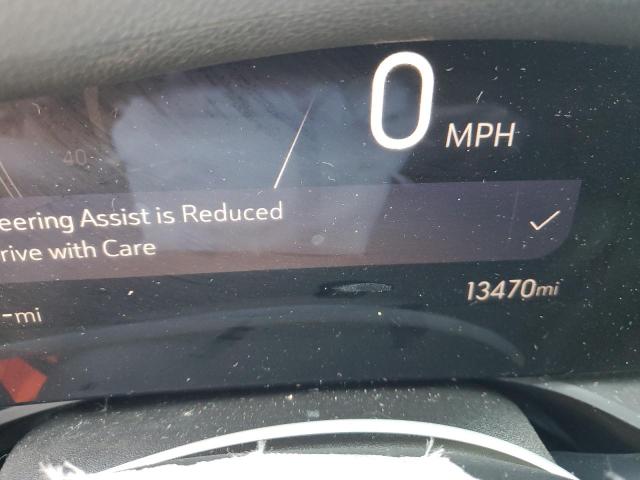 0 MPH
40
eering Assist is Reduced
rive with Care
13470mi
-mi